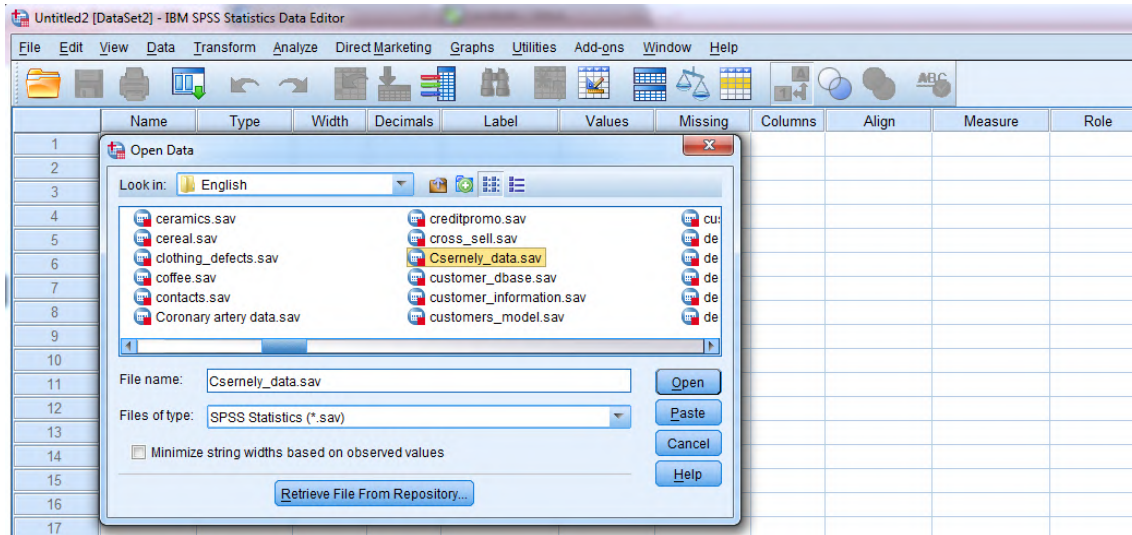 Untitled2 [DataSet2] - IBM SPSS Statistics Data Editor
File Edit View Data Transform Analyze Direct Marketing Graphs Utilities Add-ons Window Help
A
1
ABC
Name Type Width Decimals Label Values Missing Columns Align Measure Role
1
2
3
4
5
6
7
8
9
10
11
12
13
14
15
16
17
Open Data
Look in: English
ceramics.sav creditpromo.sav cu
cereal.sav cross_sell.sav de
clothing_defects.sav Csernely_data.sav de
coffee.sav customer_dbase.sav de
contacts.sav customer_information.sav de
Coronary artery data.sav customers_model.sav de
File name: Csernely_data.sav Open
Files of type: SPSS Statistics (*.sav) Paste
Minimize string widths based on observed values Cancel
Help
Retrieve File From Repository...